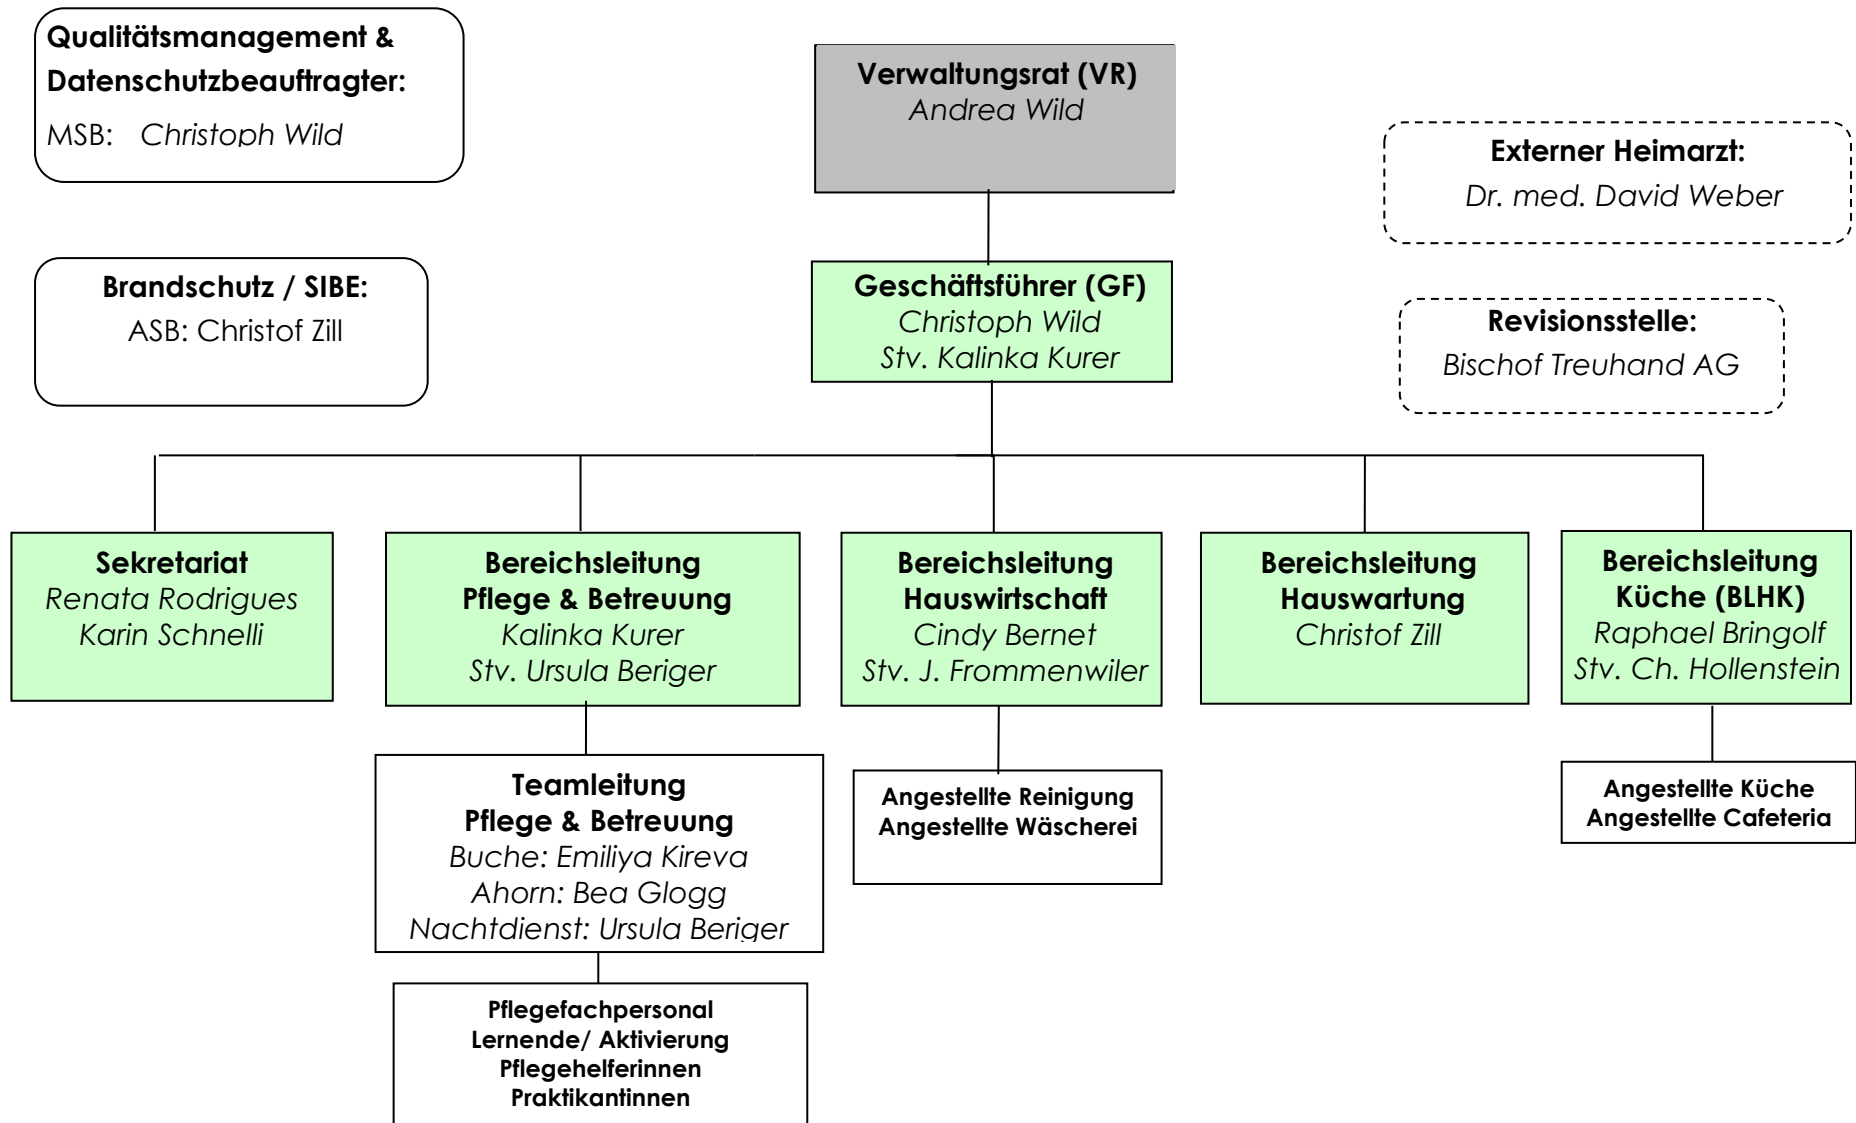 Qualitätsmanagement &
Datenschutzbeauftragter:
MSB: Christoph Wild
Verwaltungsrat (VR)
Andrea Wild
Externer Heimarzt:
Dr. med. David Weber
Brandschutz / SIBE:
ASB: Christof Zill
Geschäftsführer (GF)
Christoph Wild
Stv. Kalinka Kurer
Revisionsstelle:
Bischof Treuhand AG
Sekretariat
Renata Rodrigues
Karin Schnelli
Bereichsleitung
Pflege & Betreuung
Kalinka Kurer
Stv. Ursula Beriger
Bereichsleitung
Hauswirtschaft
Cindy Bernet
Stv. J. Frommenwiler
Bereichsleitung
Hauswartung
Christof Zill
Bereichsleitung
Küche (BLHK)
Raphael Bringolf
Stv. Ch. Hollenstein
Teamleitung
Pflege & Betreuung
Buche: Emiliya Kireva
Ahorn: Bea Glogg
Nachtdienst: Ursula Beriger
Angestellte Reinigung
Angestellte Wäscherei
Angestellte Küche
Angestellte Cafeteria
Pflegefachpersonal
Lernende/ Aktivierung
Pflegehelferinnen
Praktikantinnen